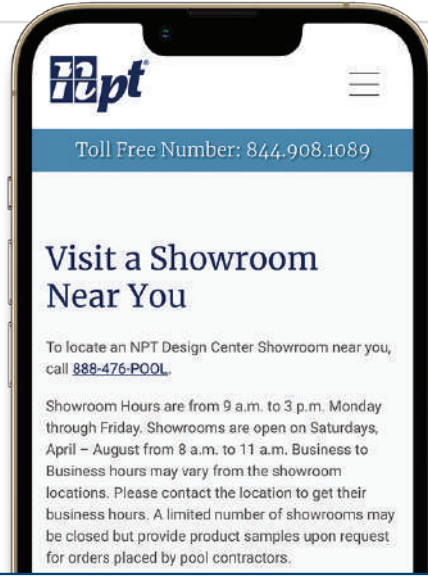 npt
Toll Free Number: 844.908.1089
Visit a Showroom
Near You
To locate an NPT Design Center Showroom near you,
call 888-476-POOL.
Showroom Hours are from 9 a.m. to 3 p.m. Monday
through Friday. Showrooms are open on Saturdays,
April – August from 8 a.m. to 11 a.m. Business to
Business hours may vary from the showroom
locations. Please contact the location to get their
business hours. A limited number of showrooms may
be closed but provide product samples upon request
for orders placed by pool contractors.